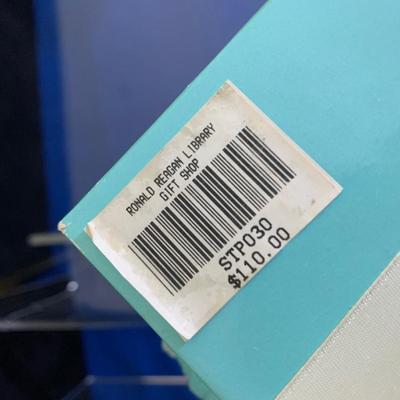 RONALD REAGAN LIBRARY
GIFT SHOP
STP030
$110.00